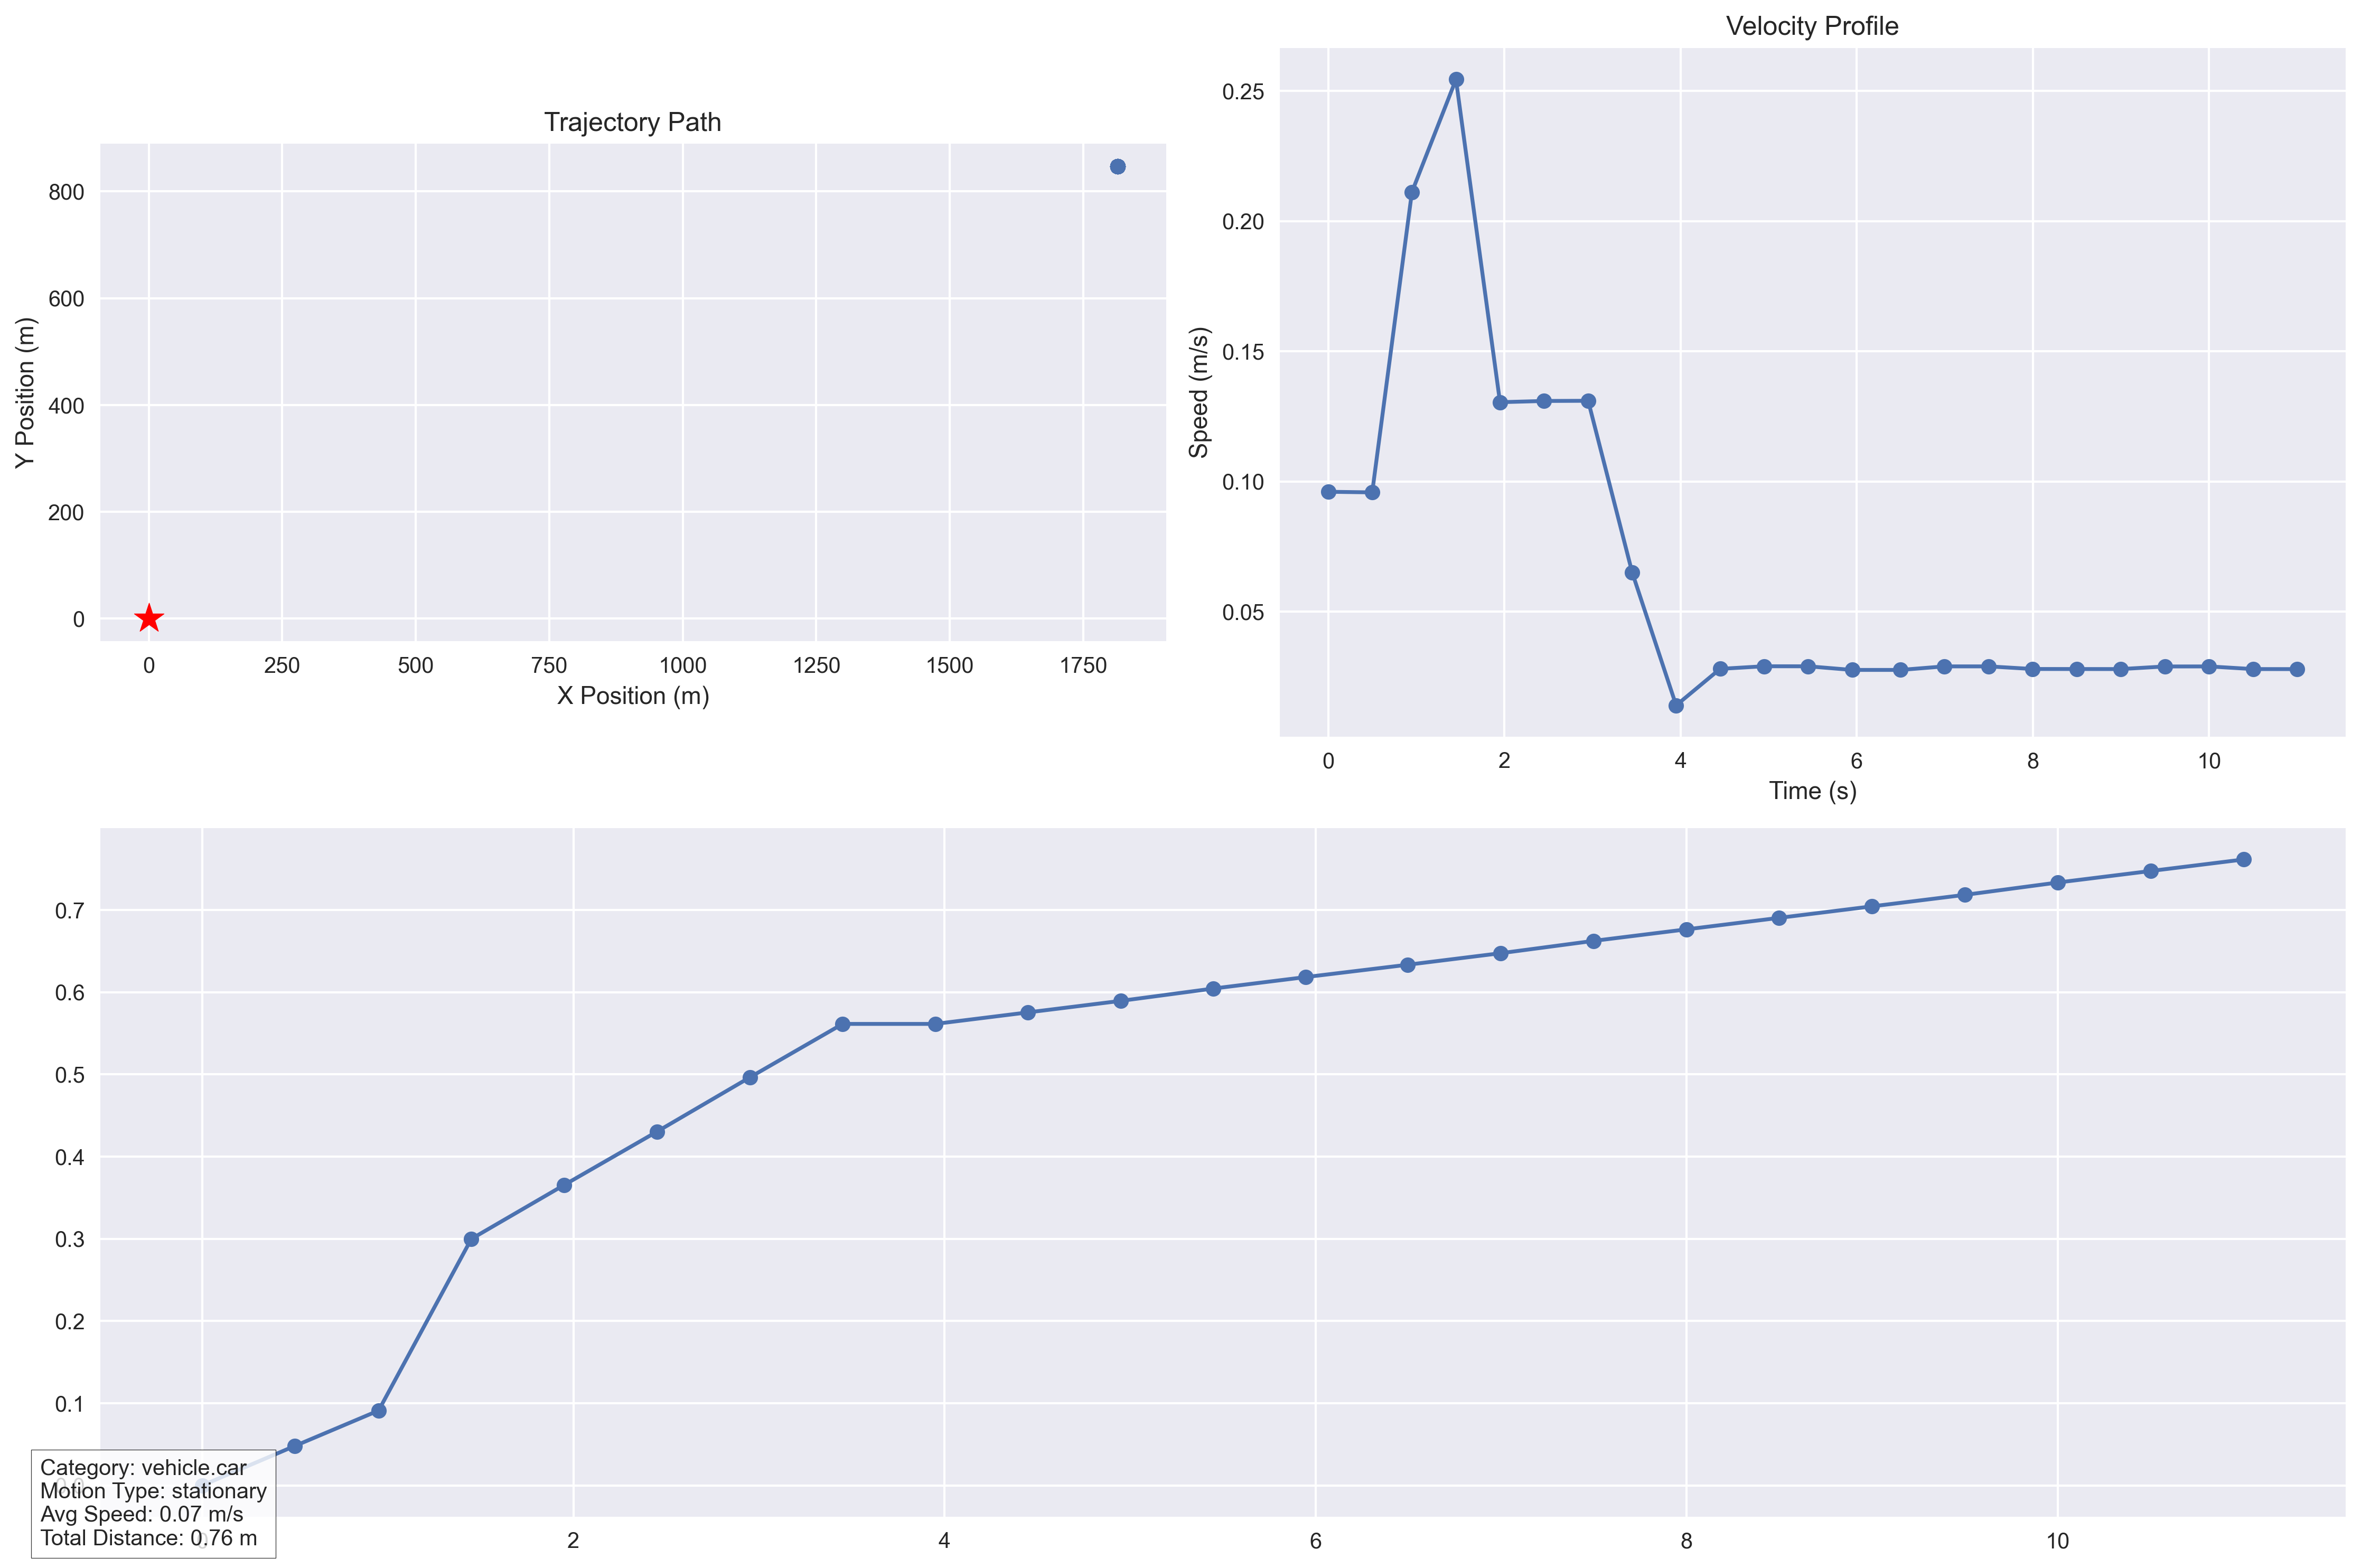 Trajectory Path
800
600
400
200
0
Y Position (m)
0 250 500 750 1000 1250 1500 1750
X Position (m)
Velocity Profile
0.25
0.20
0.15
0.10
0.05
Speed (m/s)
0 2 4 6 8 10
Time (s)
0.7
0.6
0.5
0.4
0.3
0.2
0.1
0.0
0 2 4 6 8 10
Category: vehicle.car
Motion Type: stationary
Avg Speed: 0.07 m/s
Total Distance: 0.76 m